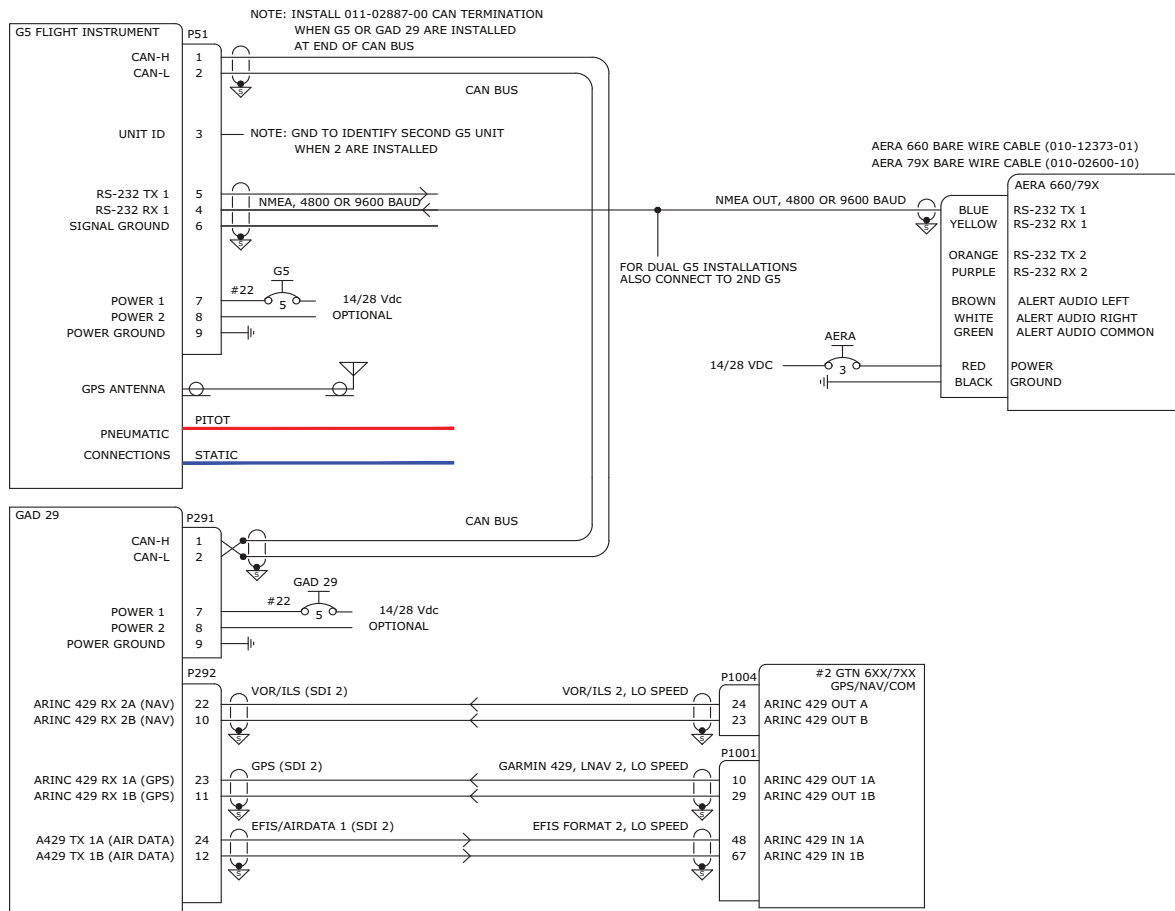 NOTE: INSTALL 011-02887-00 CAN TERMINATION
WHEN G5 OR GAD 29 ARE INSTALLED
AT END OF CAN BUS
G5 FLIGHT INSTRUMENT
P51
CAN-H 1
CAN-L 2
S
CAN BUS
UNIT ID 3
NOTE: GND TO IDENTIFY SECOND G5 UNIT
WHEN 2 ARE INSTALLED
RS-232 TX 1 5
RS-232 RX 1 4
NMEA, 4800 OR 9600 BAUD
SIGNAL GROUND 6
S
G5
#22
5
14/28 Vdc
OPTIONAL
POWER 1 7
POWER 2 8
POWER GROUND 9
GPS ANTENNA
PNEUMATIC
CONNECTIONS
PITOT
STATIC
AERA 660 BARE WIRE CABLE (010-12373-01)
AERA 79X BARE WIRE CABLE (010-02600-10)
AERA 660/79X
NMEA OUT, 4800 OR 9600 BAUD
S
BLUE RS-232 TX 1
YELLOW RS-232 RX 1
ORANGE RS-232 TX 2
PURPLE RS-232 RX 2
BROWN ALERT AUDIO LEFT
WHITE ALERT AUDIO RIGHT
GREEN ALERT AUDIO COMMON
RED POWER
BLACK GROUND
FOR DUAL G5 INSTALLATIONS
ALSO CONNECT TO 2ND G5
AERA
14/28 VDC
3
GAD 29
P291
CAN BUS
CAN-H 1
CAN-L 2
S
GAD 29
#22
5
14/28 Vdc
OPTIONAL
POWER 1 7
POWER 2 8
POWER GROUND 9
P292
P1004
#2 GTN 6XX/7XX
GPS/NAV/COM
VOR/ILS (SDI 2)
VOR/ILS 2, LO SPEED
ARINC 429 RX 2A (NAV) 22
24 ARINC 429 OUT A
ARINC 429 RX 2B (NAV) 10
23 ARINC 429 OUT B
S
S
P1001
GPS (SDI 2)
GARMIN 429, LNAV 2, LO SPEED
ARINC 429 RX 1A (GPS) 23
10 ARINC 429 OUT 1A
ARINC 429 RX 1B (GPS) 11
29 ARINC 429 OUT 1B
S
S
EFIS/AIRDATA 1 (SDI 2)
EFIS FORMAT 2, LO SPEED
A429 TX 1A (AIR DATA) 24
48 ARINC 429 IN 1A
A429 TX 1B (AIR DATA) 12
67 ARINC 429 IN 1B
S
S